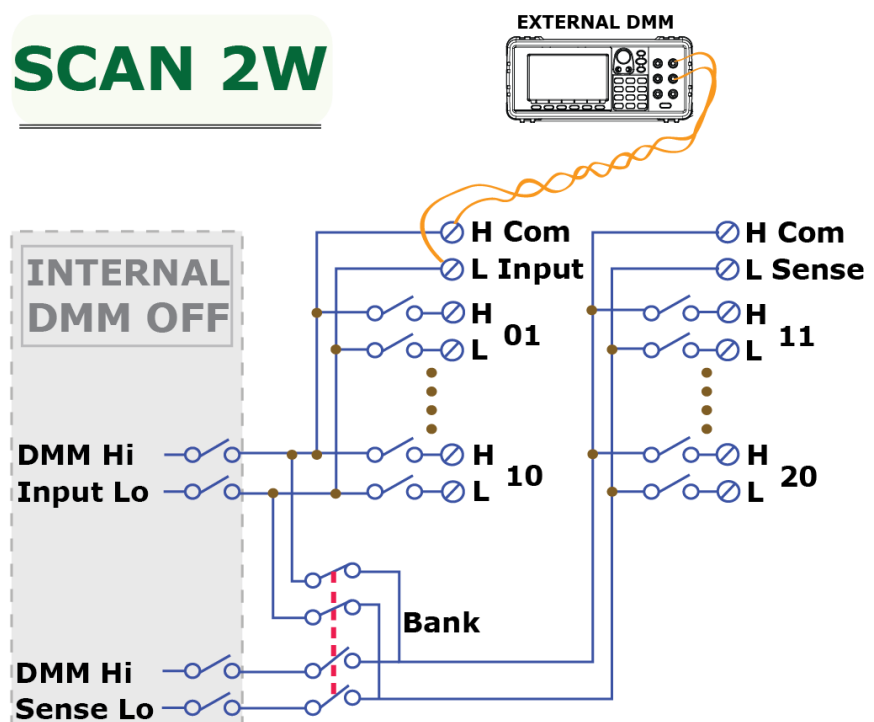 SCAN 2W
EXTERNAL DMM
INTERNAL
DMM OFF
H Com
L Input
H
L
01
H
L
10
H Com
L Sense
H
L
11
H
L
20
DMM Hi
Input Lo
Bank
DMM Hi
Sense Lo